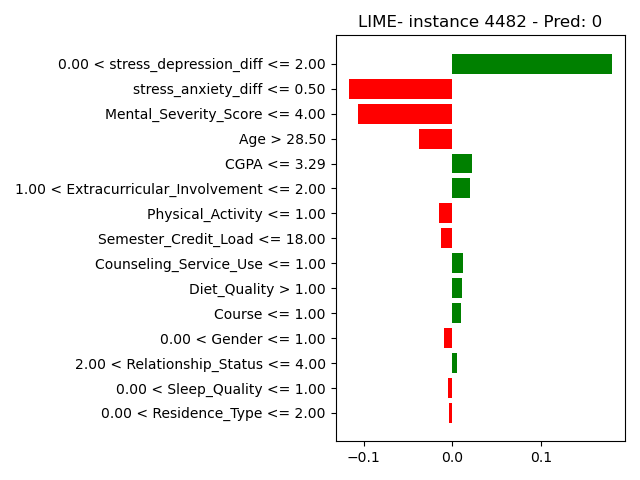 LIME- instance 4482 - Pred: 0
0.00 < stress_depression_diff <= 2.00
stress_anxiety_diff <= 0.50
Mental_Severity_Score <= 4.00
Age > 28.50
CGPA <= 3.29
1.00 < Extracurricular_Involvement <= 2.00
Physical_Activity <= 1.00
Semester_Credit_Load <= 18.00
Counseling_Service_Use <= 1.00
Diet_Quality > 1.00
Course <= 1.00
0.00 < Gender <= 1.00
2.00 < Relationship_Status <= 4.00
0.00 < Sleep_Quality <= 1.00
0.00 < Residence_Type <= 2.00
−0.1 0.0 0.1